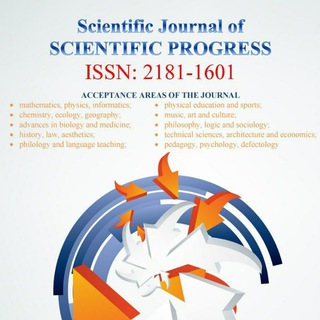 Scientific Journal of
SCIENTIFIC PROGRESS
ISSN: 2181-1601
ACCEPTANCE AREAS OF THE JOURNAL
• mathematics, physics, informatics;
• chemistry, ecology, geography;
• advances in biology and medicine;
• history, law, aesthetics;
• philology and language teaching;
• physical education and sports;
• music, art and culture;
• philosophy, logic and sociology;
• technical sciences, architecture and economics;
• pedagogy, psychology, defectology